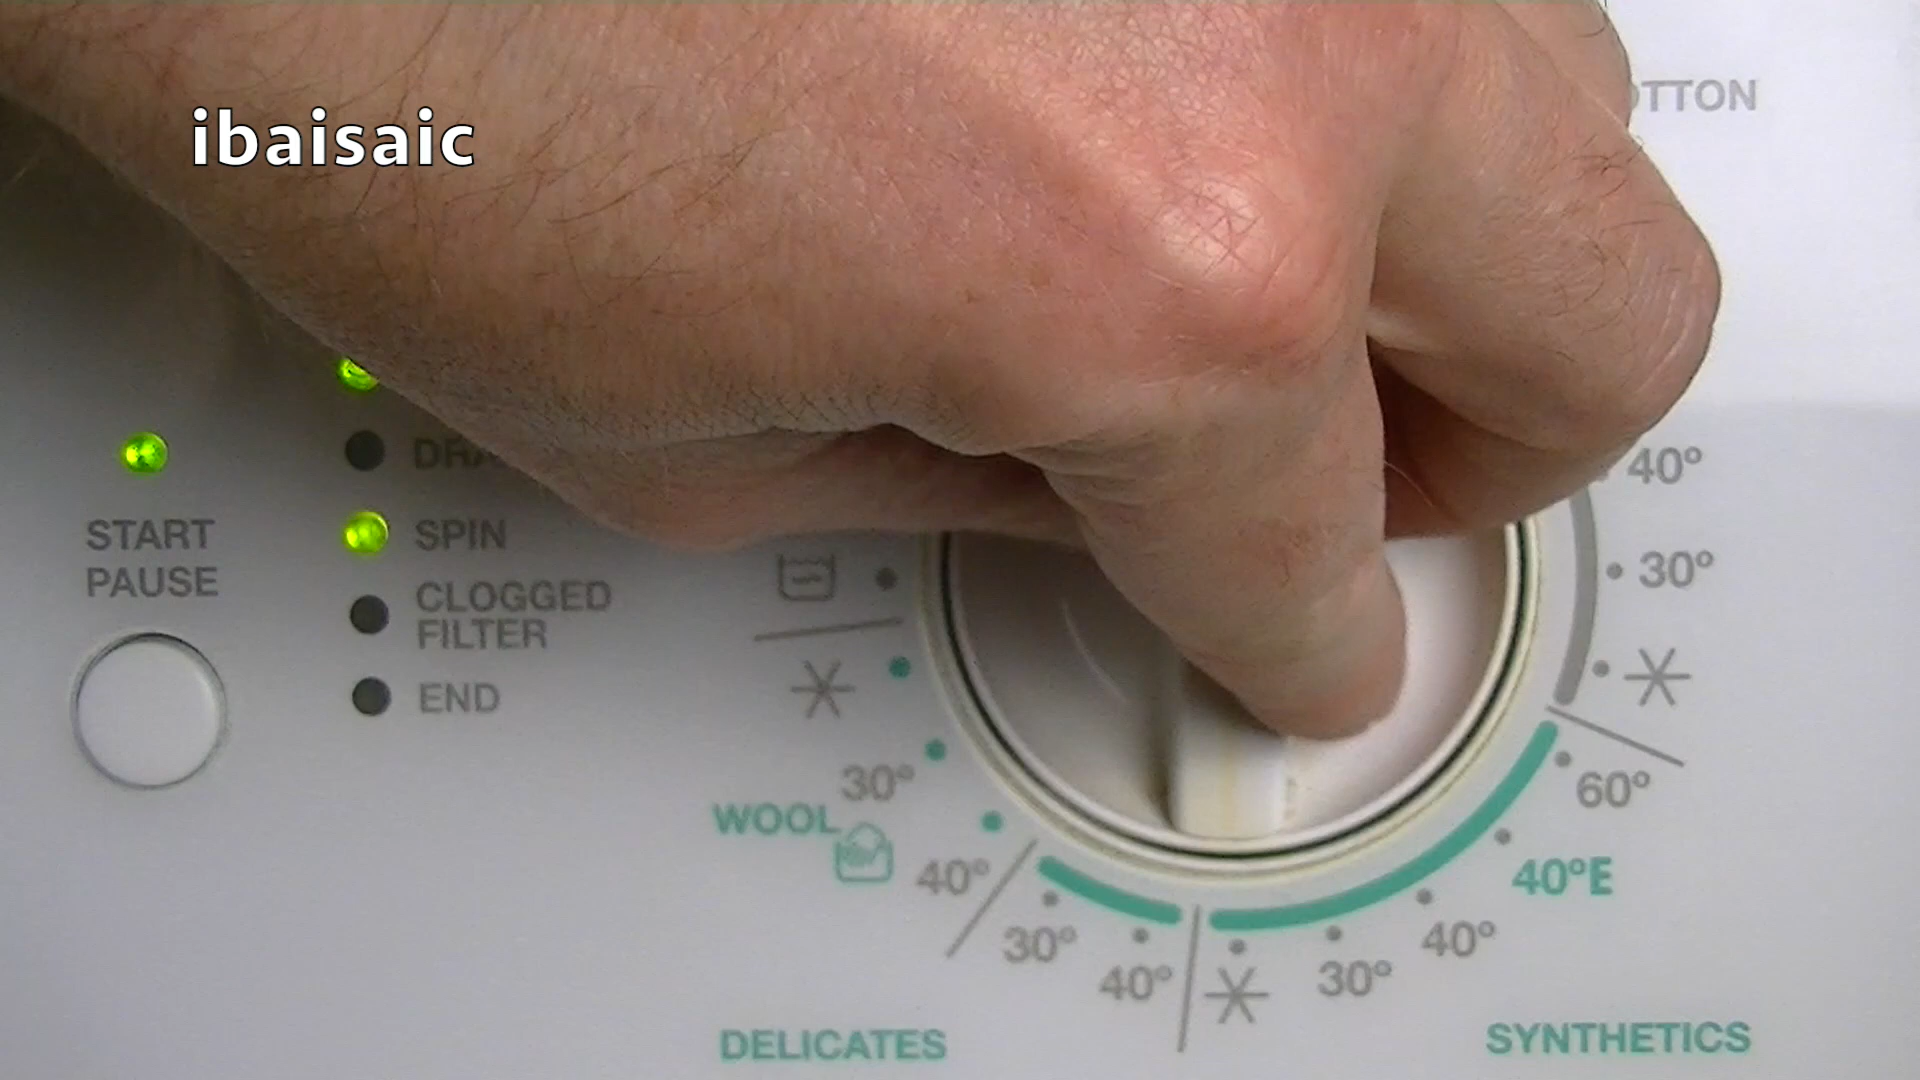 ibaisaic
START
PAUSE
SPIN
CLOGGED
FILTER
END
40°
30°
60°
40°E
40°
30°
SYNTHETICS
40°
30°
DELICATES
40°
WOOL
30°